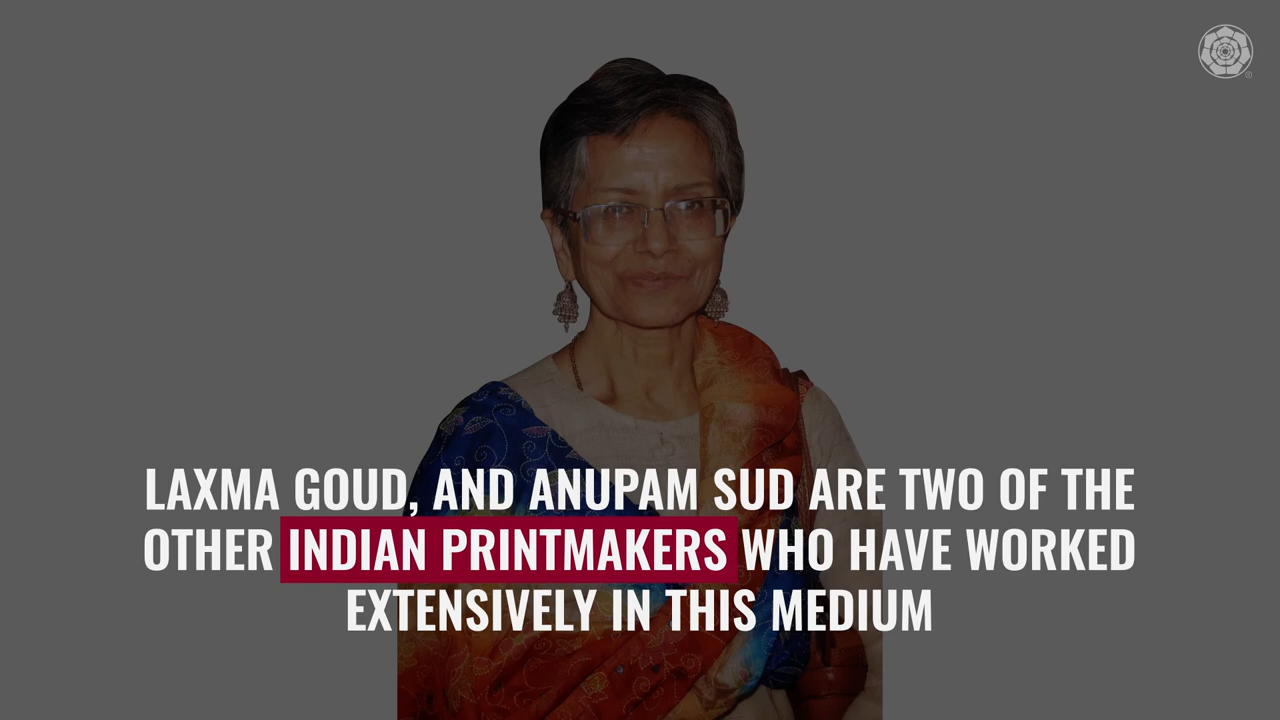 LAXMA GOUD, AND ANUPAM SUD ARE TWO OF THE
OTHER INDIAN PRINTMAKERS WHO HAVE WORKED
EXTENSIVELY IN THIS MEDIUM
®